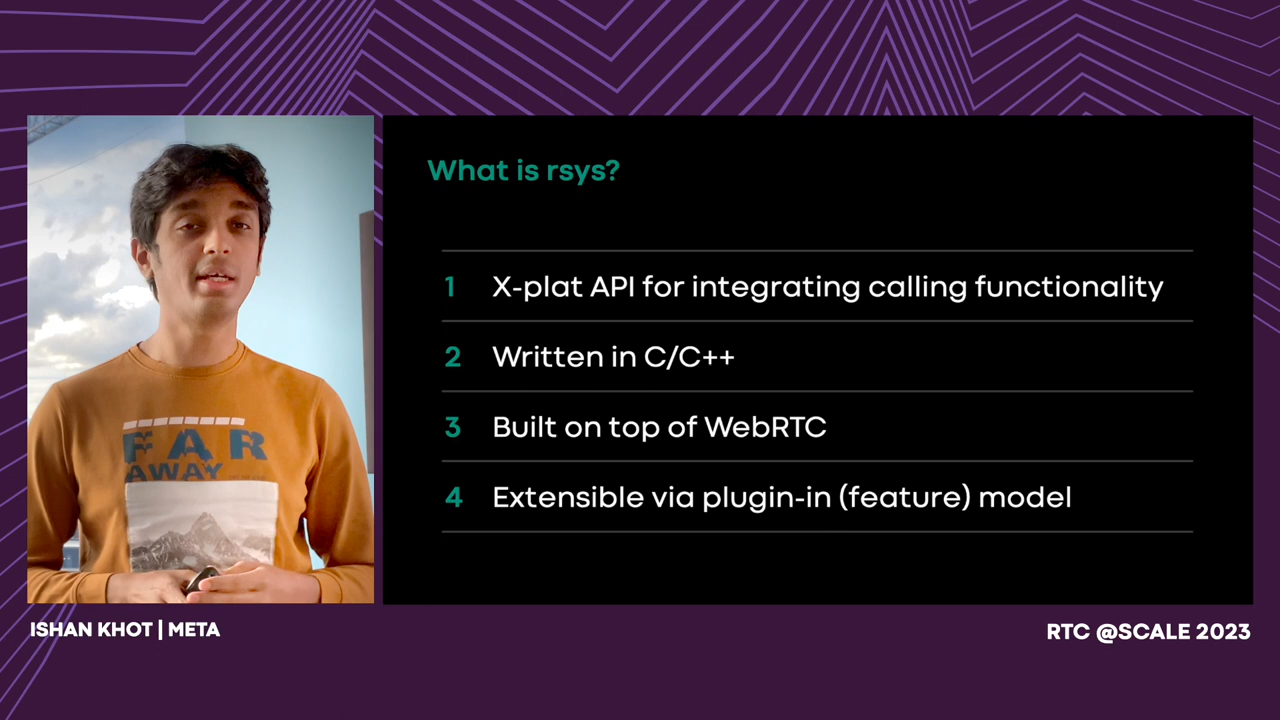 What is rsys?
1 X-plat API for integrating calling functionality
2 Written in C/C++
3 Built on top of WebRTC
4 Extensible via plugin-in (feature) model
FAR
AWAY
ISHAN KHOT | META
RTC @SCALE 2023